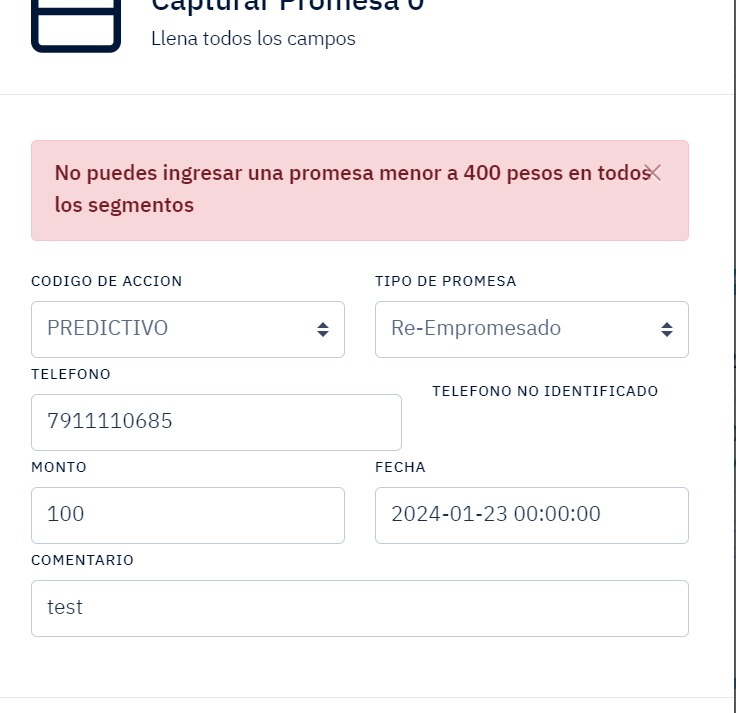 Capturar Promesa 0
Llena todos los campos
No puedes ingresar una promesa menor a 400 pesos en todos
los segmentos
CODIGO DE ACCION
TIPO DE PROMESA
PREDICTIVO
Re-Empromesado
TELEFONO
TELEFONO NO IDENTIFICADO
7911110685
MONTO
FECHA
100
2024-01-23 00:00:00
COMENTARIO
test